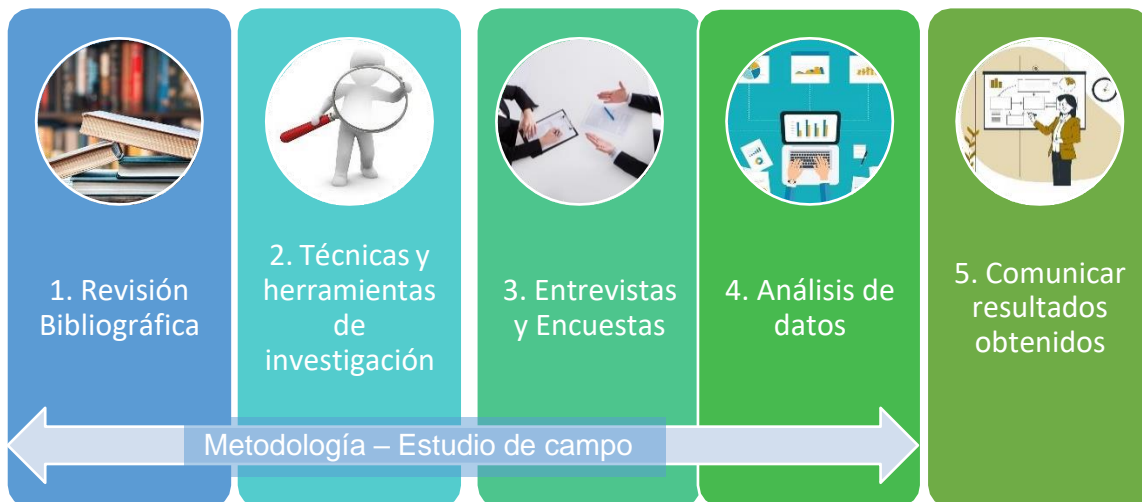 1. Revisión
Bibliográfica
2. Técnicas y
herramientas
de
investigación
3. Entrevistas
y Encuestas
4. Análisis de
datos
5. Comunicar
resultados
obtenidos
Metodología – Estudio de campo